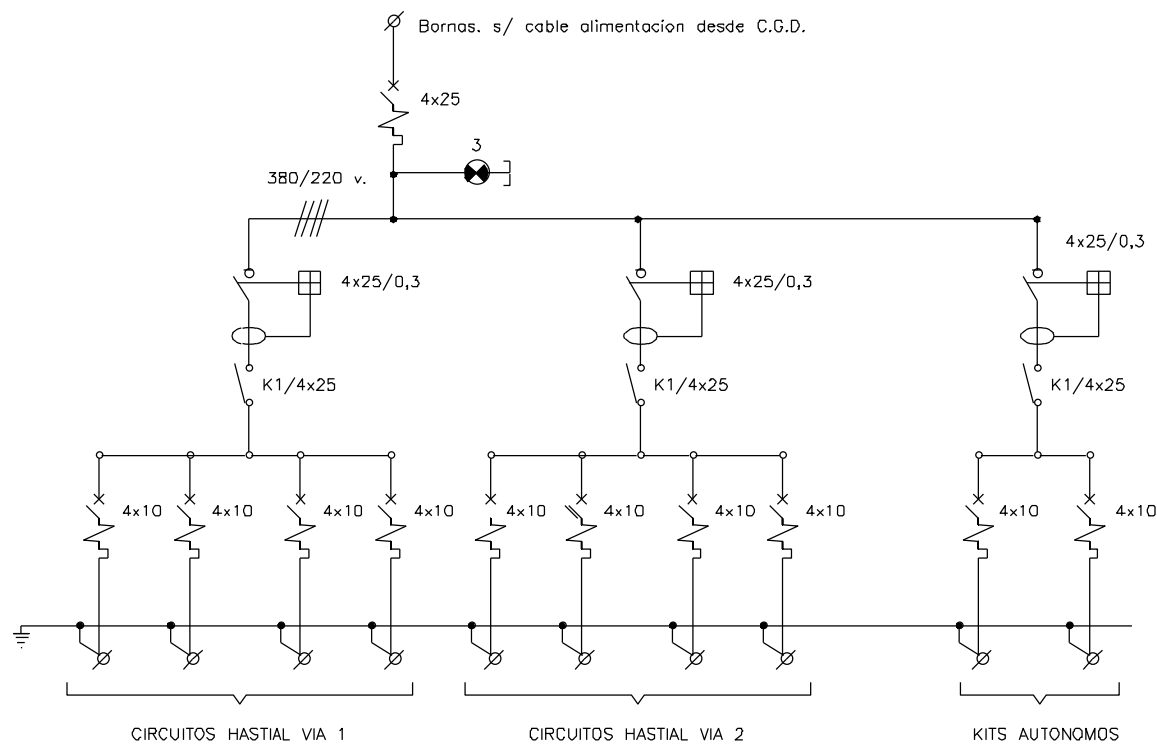 Bornas. s/ cable alimentacion desde C.G.D.
4x25
3
380/220 v.
4x25/0,3
4x25/0,3 4x25/0,3
K1/4x25 K1/4x25 K1/4x25
4x10 4x10 4x10 4x10 4x10 4x10 4x10 4x10 4x10 4x10
CIRCUITOS HASTIAL VIA 1 CIRCUITOS HASTIAL VIA 2 KITS AUTONOMOS